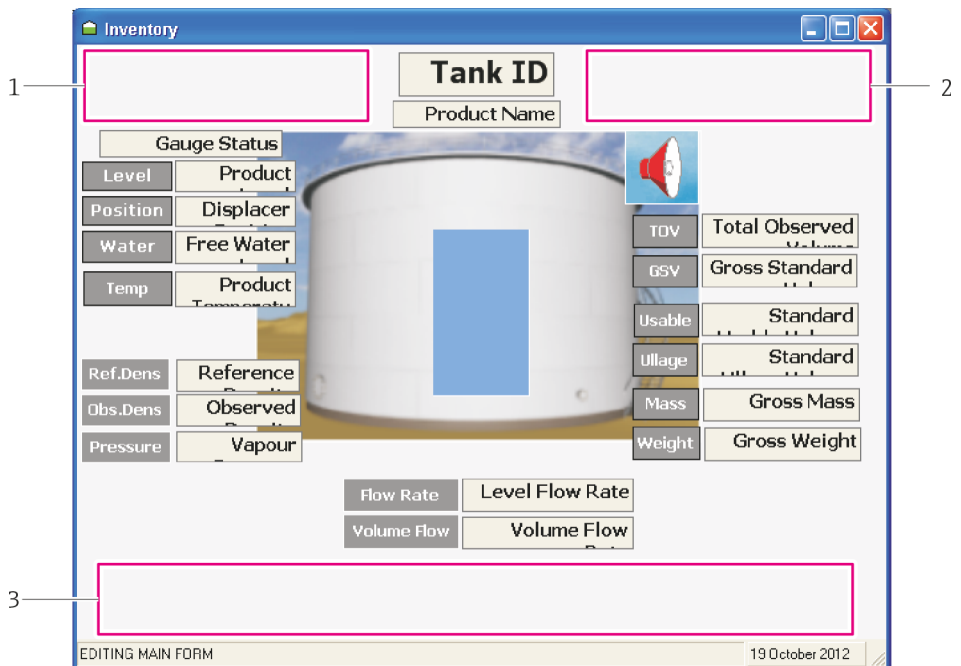 Inventory
1
Tank ID
2
Product Name
Gauge Status
Level
Product
Position
Displacer
Water
Free Water
Temp
Product
Temperatu
TOV
Total Observed
Volume
GSV
Gross Standard
Usable
Standard
Ullage
Standard
Ref.Dens
Reference
Obs.Dens
Observed
Pressure
Vapour
Mass
Gross Mass
Weight
Gross Weight
Flow Rate
Level Flow Rate
Volume Flow
Volume Flow
3
EDITING MAIN FORM
19 October 2012